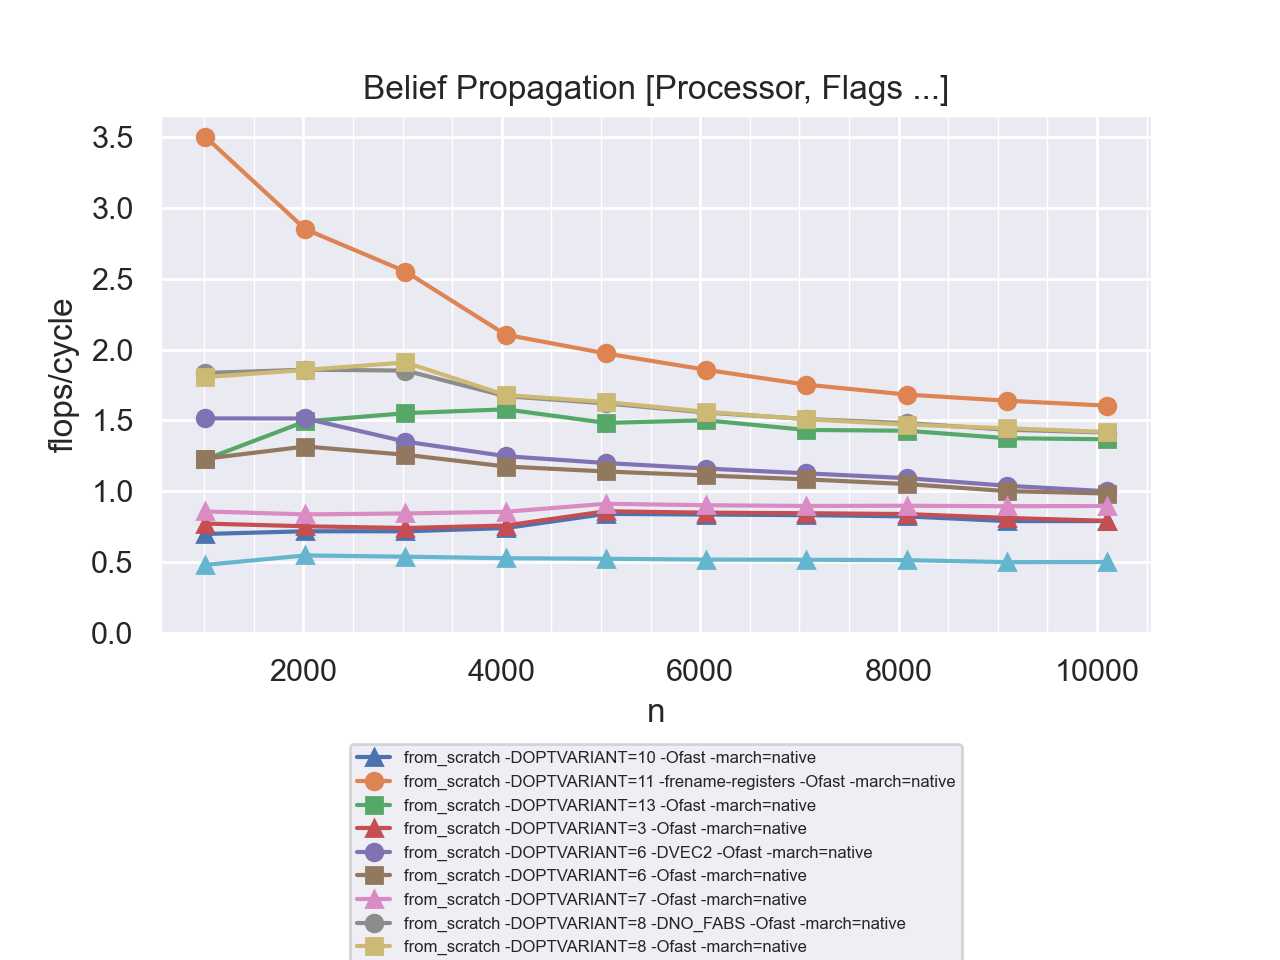 Belief Propagation [Processor, Flags ...]
3.5
3.0
2.5
2.0
1.5
1.0
0.5
0.0
flops/cycle
2000 4000 6000 8000 10000
n
from_scratch -DOPTVARIANT=10 -Ofast -march=native
from_scratch -DOPTVARIANT=11 -frename-registers -Ofast -march=native
from_scratch -DOPTVARIANT=13 -Ofast -march=native
from_scratch -DOPTVARIANT=3 -Ofast -march=native
from_scratch -DOPTVARIANT=6 -DVEC2 -Ofast -march=native
from_scratch -DOPTVARIANT=6 -Ofast -march=native
from_scratch -DOPTVARIANT=7 -Ofast -march=native
from_scratch -DOPTVARIANT=8 -DNO_FABS -Ofast -march=native
from_scratch -DOPTVARIANT=8 -Ofast -march=native